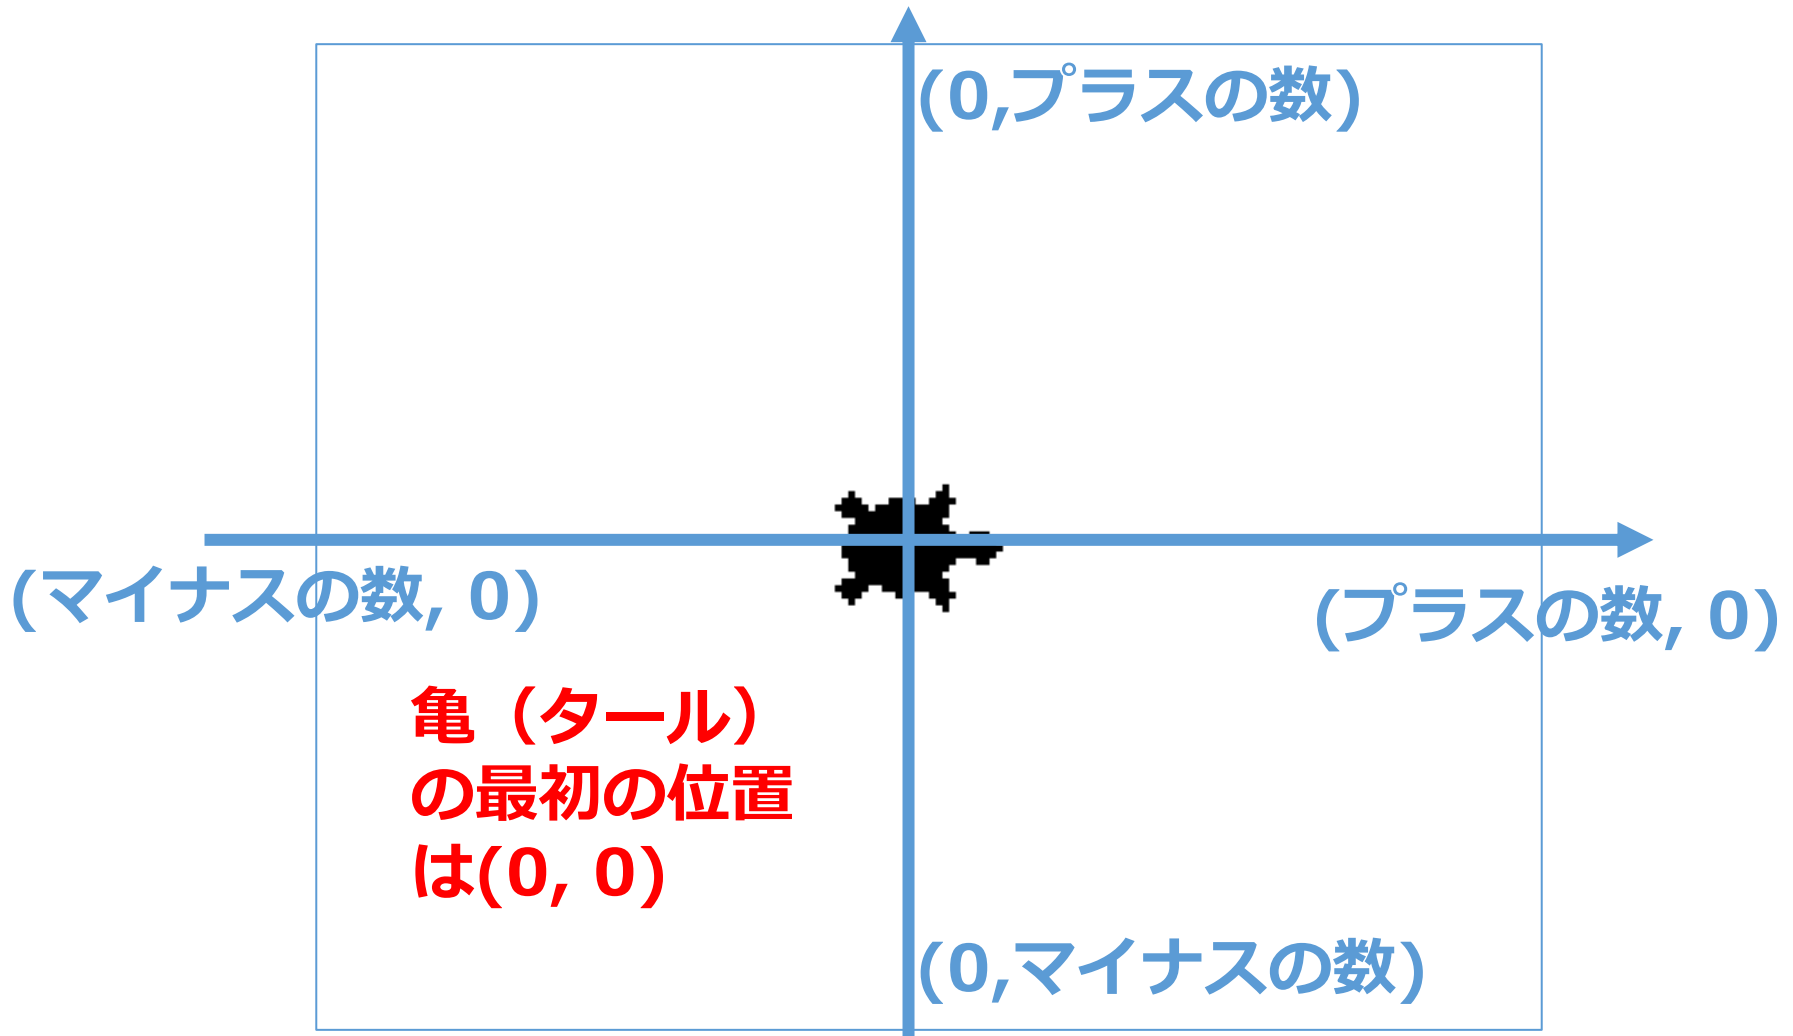 (0,プラスの数)
(マイナスの数, 0)
(プラスの数, 0)
亀（タール）
の最初の位置
は(0, 0)
(0,マイナスの数)